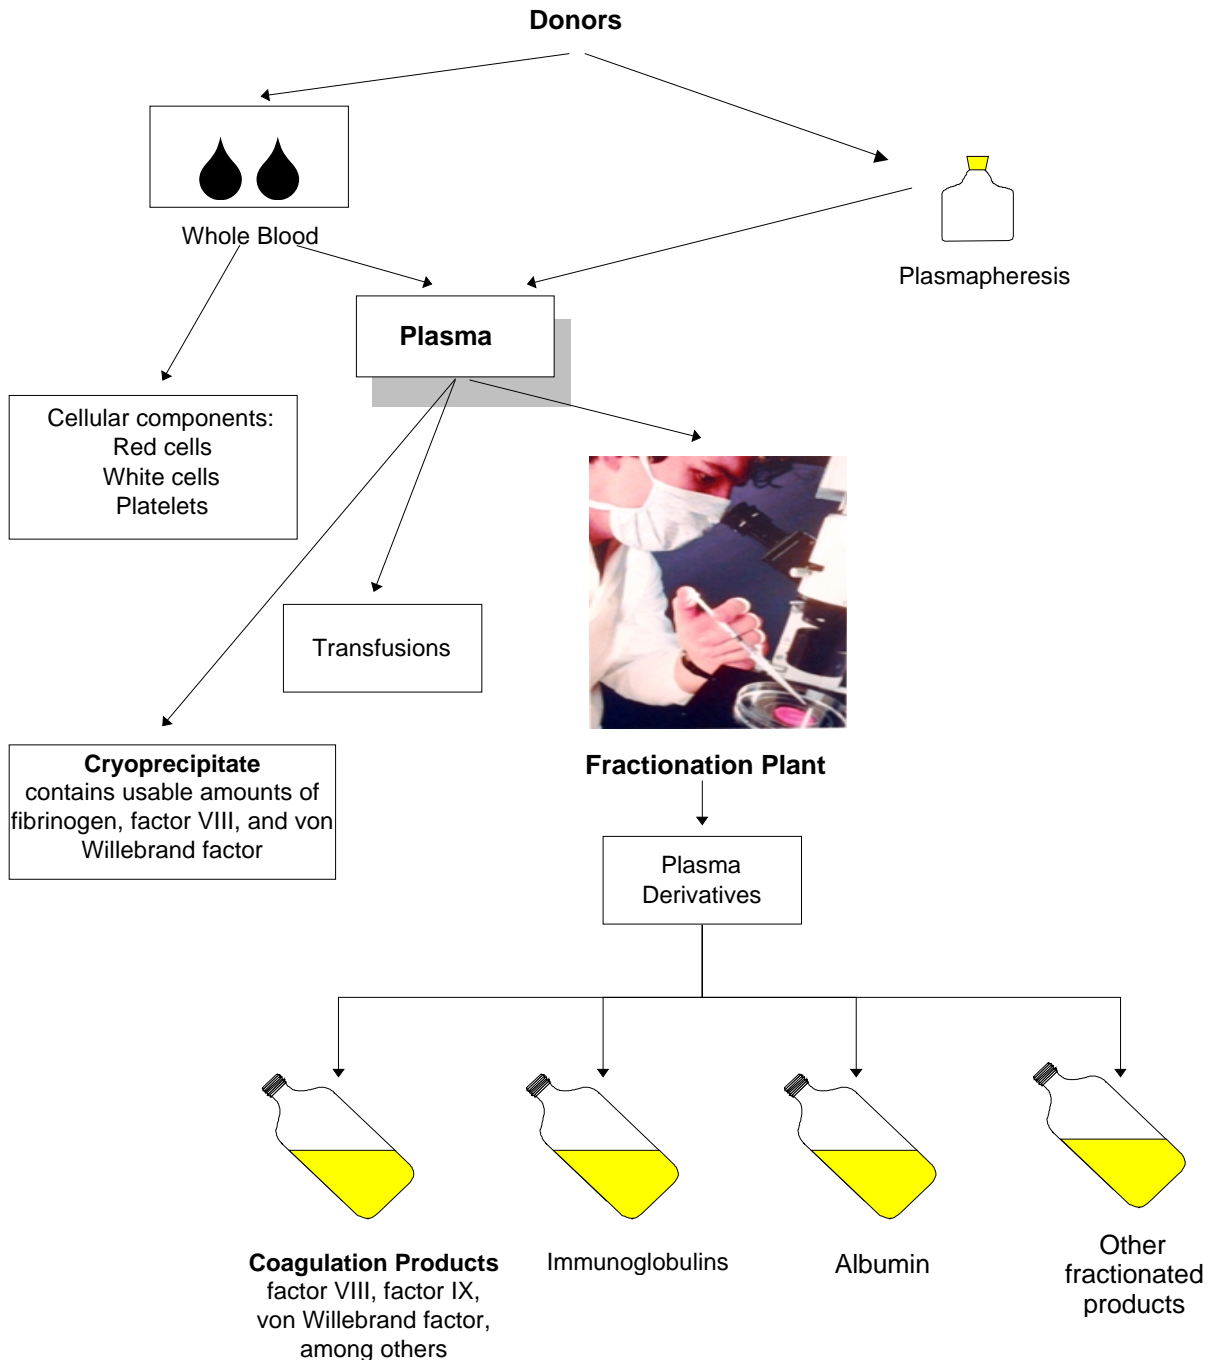 Donors
Whole Blood
Plasmapheresis
Plasma
Cellular components:
Red cells
White cells
Platelets
Transfusions
Cryoprecipitate
contains usable amounts of
fibrinogen, factor VIII, and von
Willebrand factor
Fractionation Plant
Plasma
Derivatives
Coagulation Products
factor VIII, factor IX,
von Willebrand factor,
among others
Immunoglobulins
Albumin
Other
fractionated
products